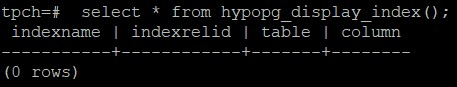 tpch=#  select * from hypopg_display_index();
 indexname | indexrelid | table | column
-----------+------------+-------+--------
(0 rows)